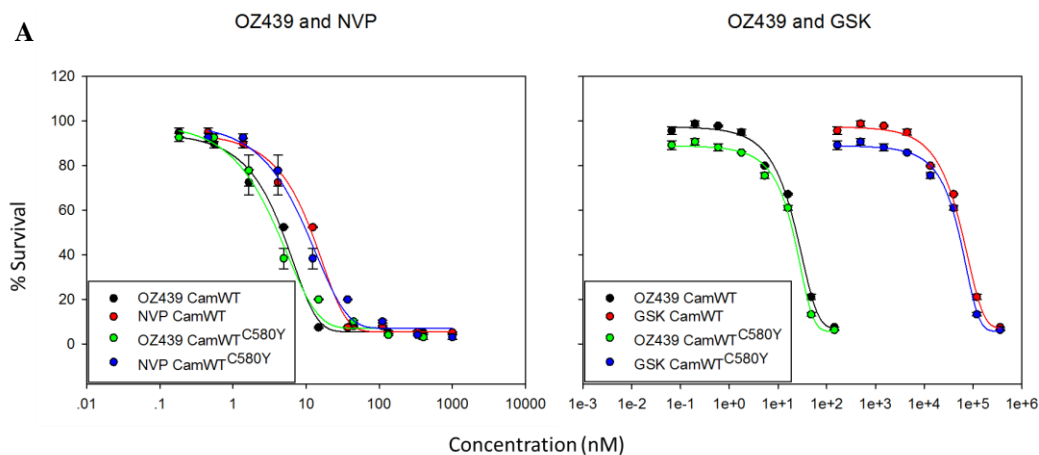 OZ439 and NVP
OZ439 and GSK
A
120
100
80
60
40
20
0
% Survival
OZ439 CamWT
NVP CamWT
OZ439 CamWT^C580Y
NVP CamWT^C580Y
OZ439 CamWT
GSK CamWT
OZ439 CamWT^C580Y
GSK CamWT^C580Y
.01 .1 1 10 100 1000 10000
1e-3 1e-2 1e-1 1e+0 1e+1 1e+2 1e+3 1e+4 1e+5 1e+6
Concentration (nM)